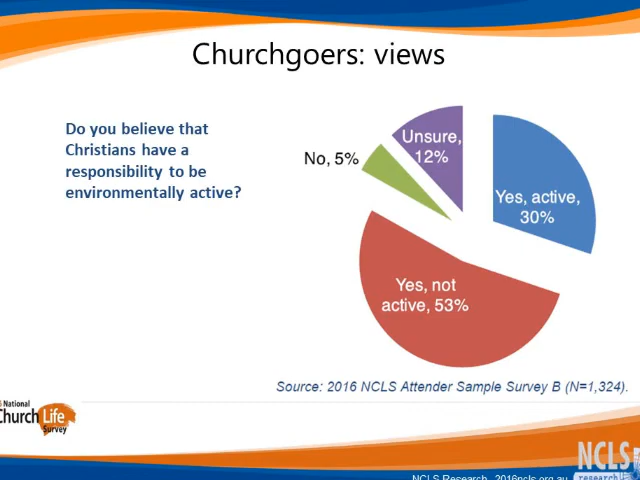 Churchgoers: views
Do you believe that
Christians have a
responsibility to be
environmentally active?
Unsure,
12%
No, 5%
Yes, active,
30%
Yes, not
active, 53%
Source: 2016 NCLS Attender Sample Survey B (N=1,324).
National
Church Life
Survey
NCLS
research
NCLS Research 2016ncls.org.au